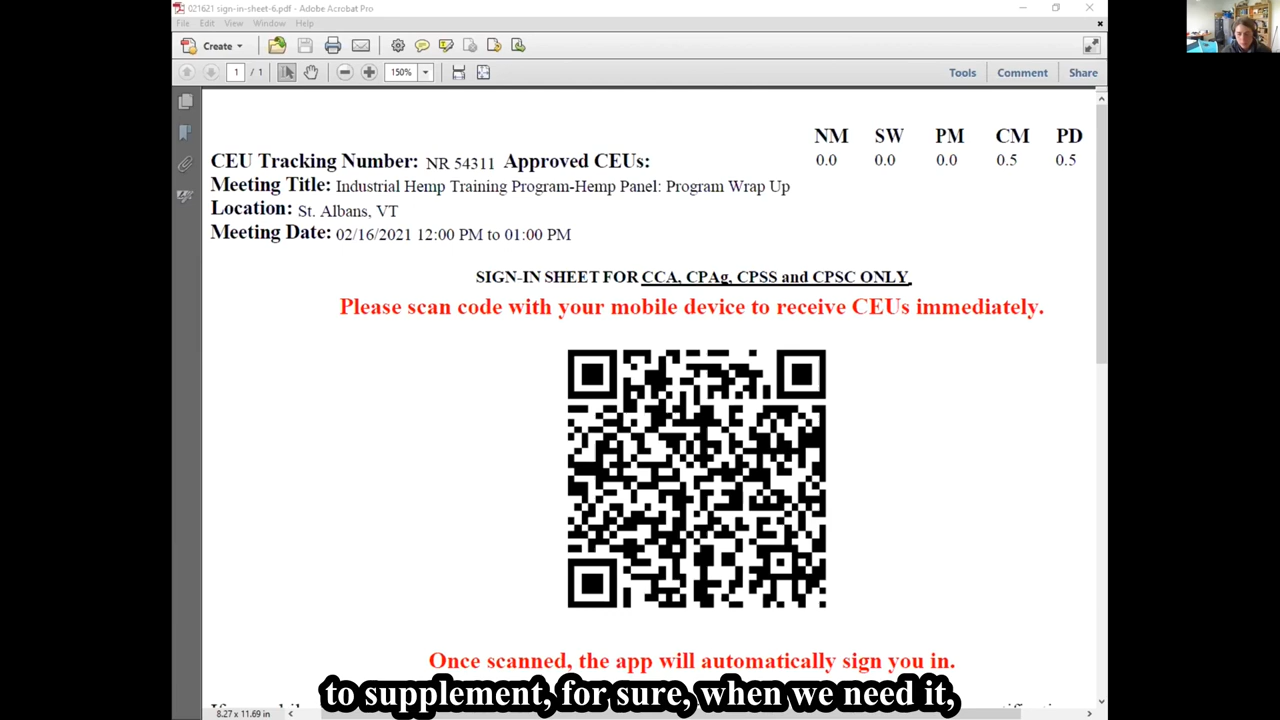 021621 sign-in-sheet-6.pdf - Adobe Acrobat Pro
File Edit View Window Help
Create
1 / 1 150% Tools Comment Share
NM SW PM CM PD
CEU Tracking Number: NR 54311 Approved CEUs: 0.0 0.0 0.0 0.5 0.5
Meeting Title: Industrial Hemp Training Program-Hemp Panel: Program Wrap Up
Location: St. Albans, VT
Meeting Date: 02/16/2021 12:00 PM to 01:00 PM
SIGN-IN SHEET FOR CCA, CPAg, CPSS and CPSC ONLY.
Please scan code with your mobile device to receive CEUs immediately.
Once scanned, the app will automatically sign you in.
to supplement, for sure, when we need it,
8.27 x 11.69 in